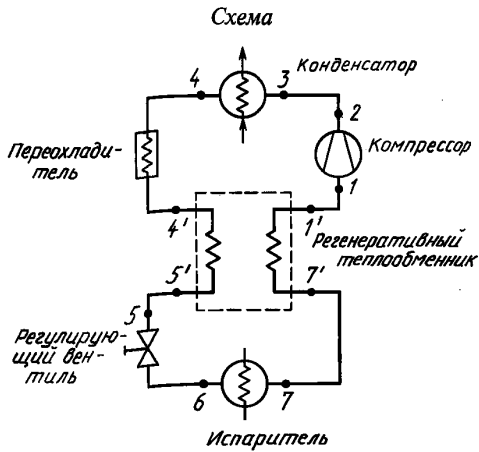 Схема
4
3
Конденсатор
2
Переохлади-
тель
Компрессор
1
4'
1'
Регенеративный
теплообменник
5'
7'
5
Регулирую-
щий вен-
тиль
6
7
Испаритель